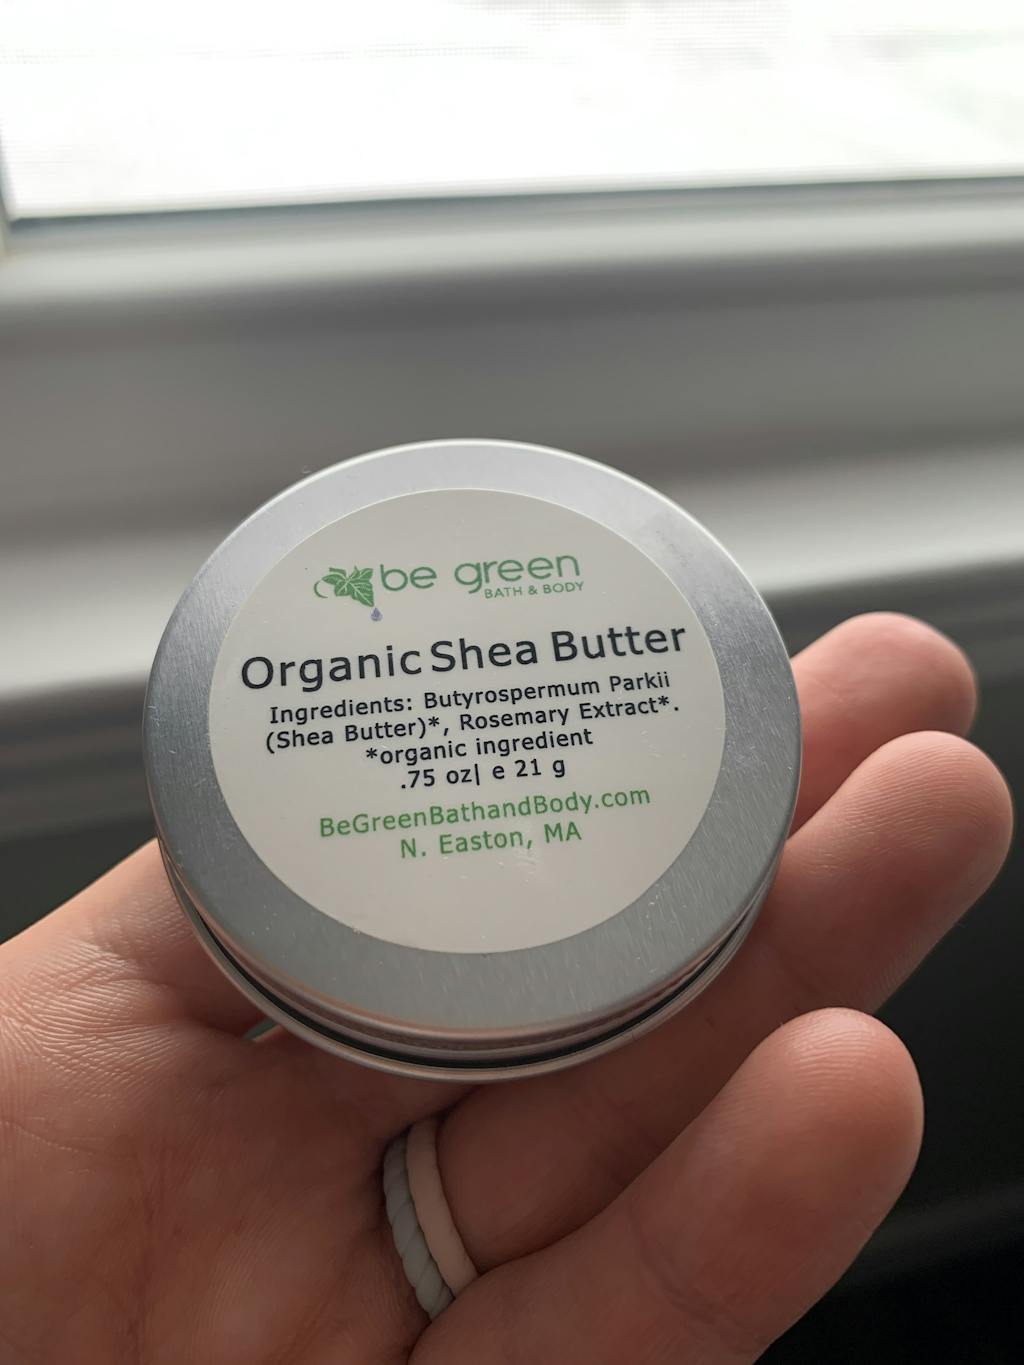 be green
BATH & BODY
Organic Shea Butter
Ingredients: Butyrospermum Parkii
(Shea Butter)*, Rosemary Extract*.
*organic ingredient
.75 oz| e 21 g
BeGreenBathandBody.com
N. Easton, MA